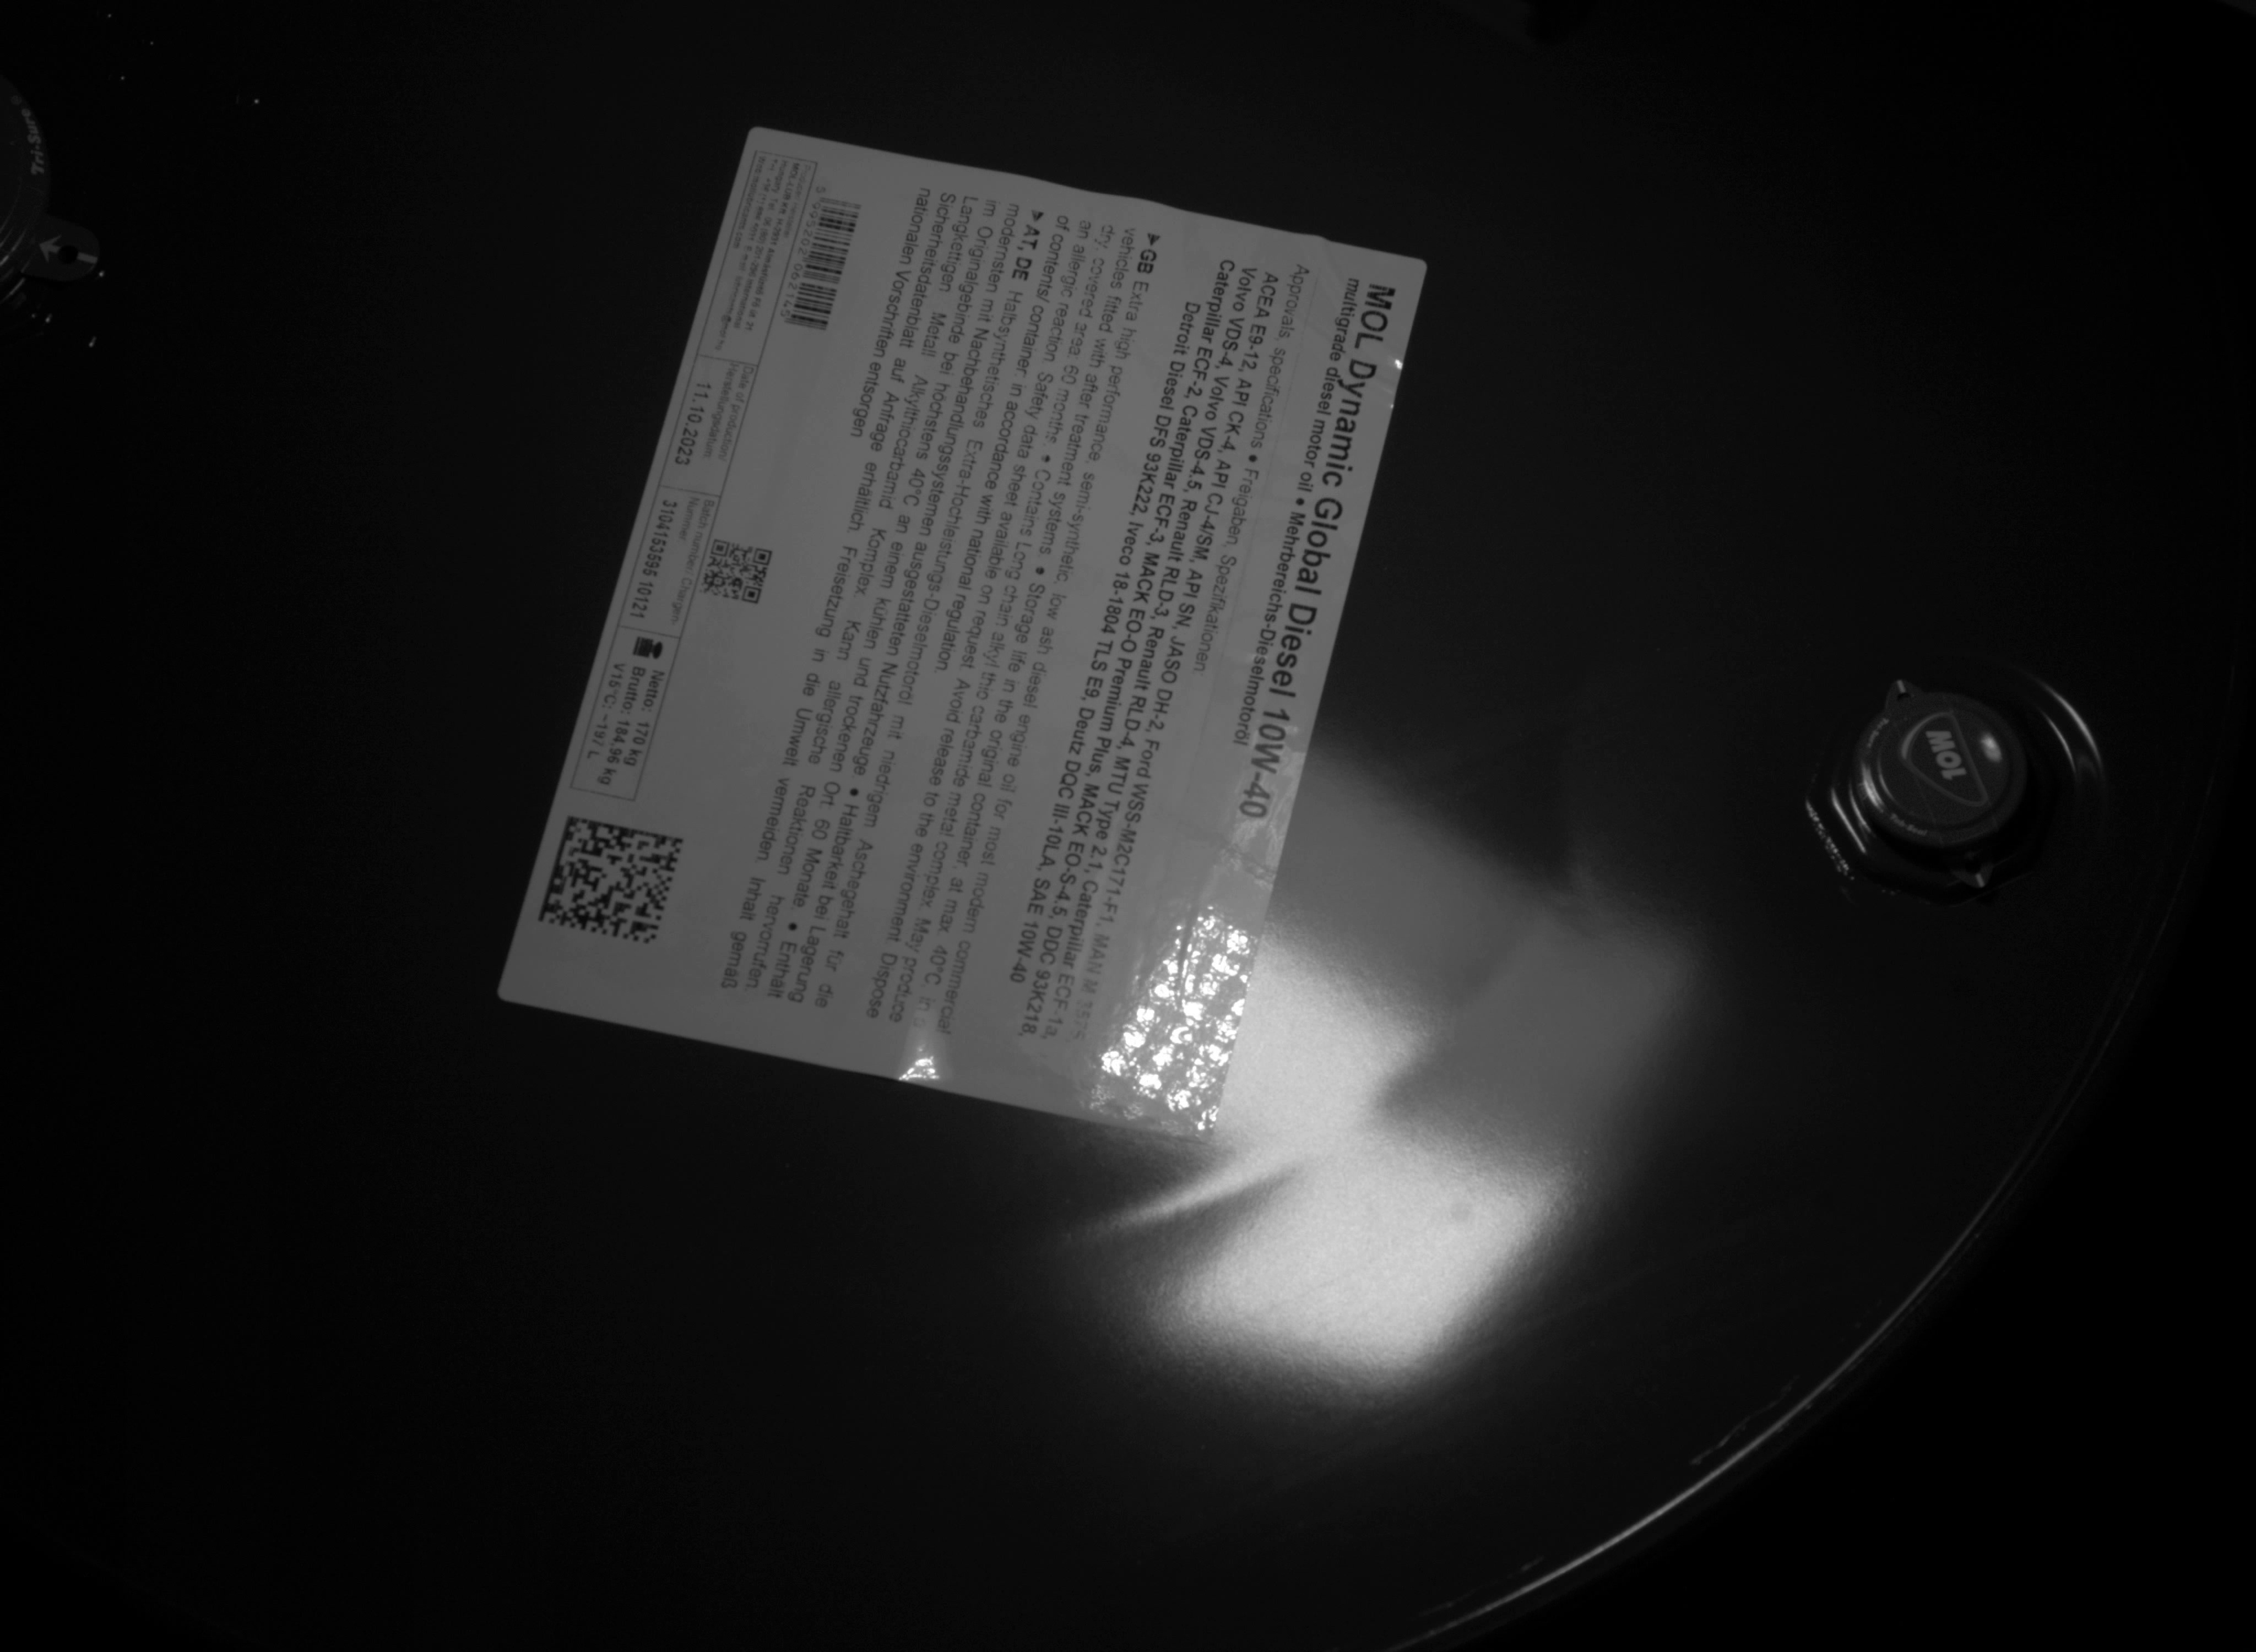 MOL Dynamic Global Diesel 10W-40
multigrade diesel motor oil • Mehrbereichs-Dieselmotoröl
Approvals, specifications • Freigaben, Spezifikationen:
ACEA E9-12, API CK-4, API CJ-4/SM, API SN, JASO DH-2, Ford WSS-M2C171-F1, MAN M
Volvo VDS-4, Volvo VDS-4.5, Renault RLD-3, Renault RLD-4, MTU Type 2.1, Caterpillar ECF-1a,
Caterpillar ECF-2, Caterpillar ECF-3, MACK EO-O Premium Plus, MACK EO-S-4.5, DDC 93K218,
Detroit Diesel DFS 93K222, Iveco 18-1804 TLS E9, Deutz DQC III-10LA, SAE 10W-40
GB Extra high performance, semi-synthetic, low ash diesel engine oil for most modern commercial
vehicles fitted with after treatment systems. • Storage life in the original container, at max. 40°C, in
dry, covered area: 60 months. • Contains Long chain alkyl thio carbamide metal complex. May produce
an allergic reaction. Safety data sheet available on request. Avoid release to the environment. Dispose
of contents/ container in accordance with national regulation.
AT, DE Halbsynthetisches Extra-Hochleistungs-Dieselmotoröl mit niedrigem Aschegehalt für die
modernsten mit Nachbehandlungssystemen ausgestatteten Nutzfahrzeuge • Haltbarkeit bei Lagerung
im Originalgebinde bei höchstens 40°C an einem kühlen und trockenen Ort: 60 Monate. • Enthält
Langkettigen Metall Alkylthiocarbamid Komplex. Kann allergische Reaktionen hervorrufen.
Sicherheitsdatenblatt auf Anfrage erhältlich. Freisetzung in die Umwelt vermeiden. Inhalt gemäß
nationalen Vorschriften entsorgen
Date of production/
Herstellungsdatum
11.10.2023
Batch number/ Chargen-
Nummer
3104153595 10121
Netto: 170 kg
Brutto: 184,96 kg
V15°C: ~197 L
MOL
Tri-Sure